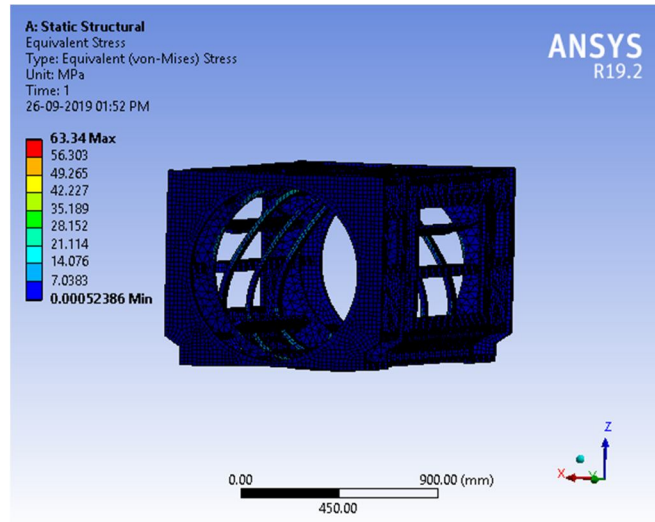 A: Static Structural
Equivalent Stress
Type: Equivalent (von-Mises) Stress
Unit: MPa
Time: 1
26-09-2019 01:52 PM
ANSYS
R19.2
63.34 Max
56.303
49.265
42.227
35.189
28.152
21.114
14.076
7.0383
0.00052386 Min
Z
X
Y
0.00
900.00 (mm)
450.00